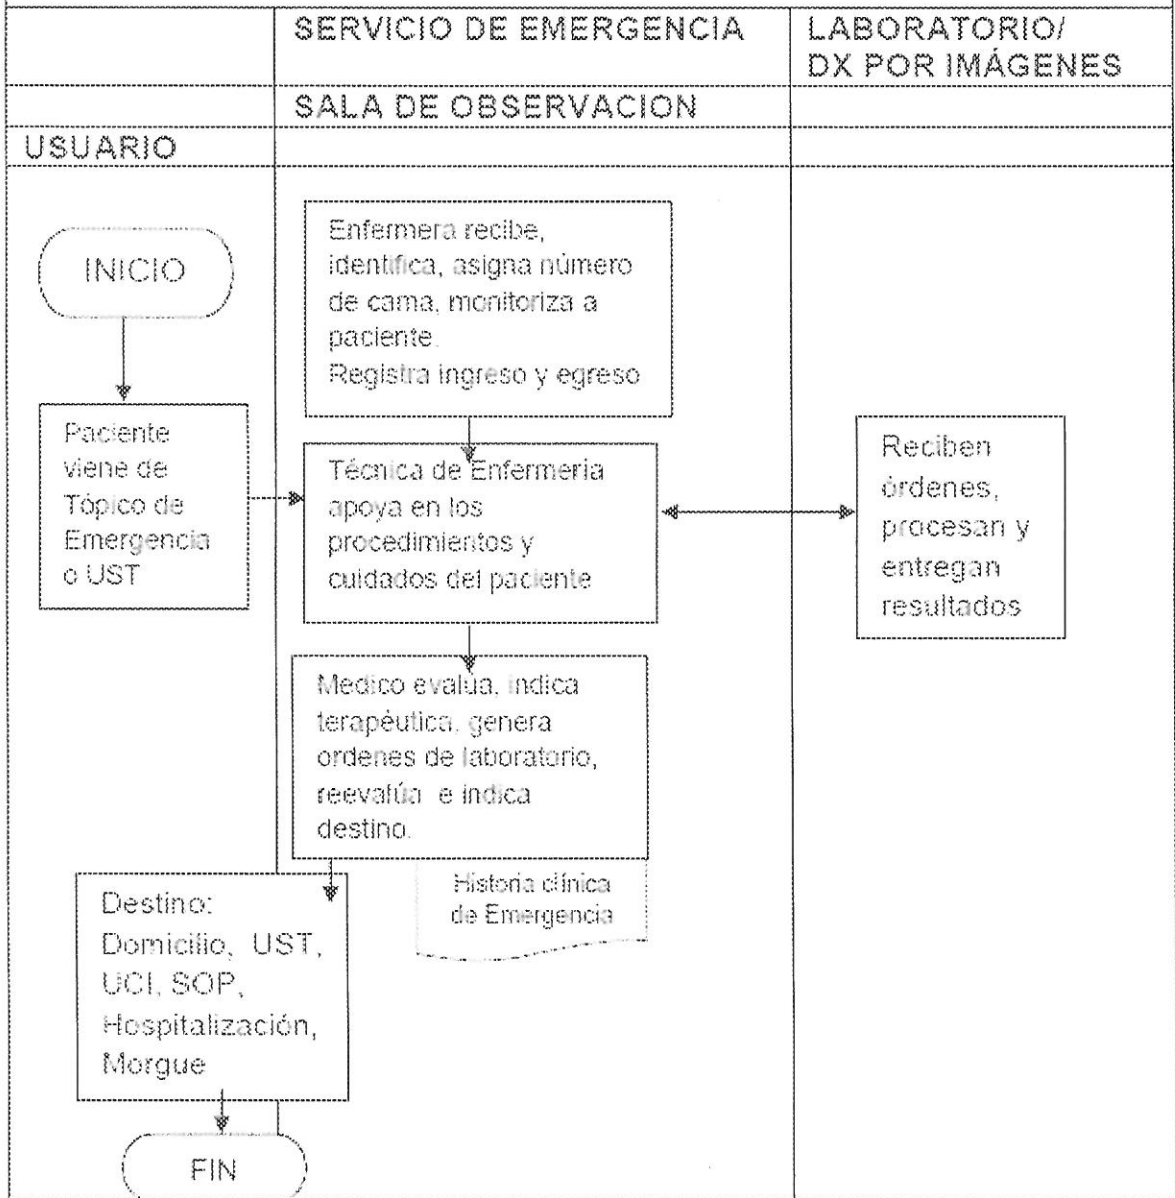 SERVICIO DE EMERGENCIA
LABORATORIO/
DX POR IMÁGENES
SALA DE OBSERVACION
USUARIO
INICIO
Enfermera recibe,
identifica, asigna número
de cama, monitoriza a
paciente.
Registra ingreso y egreso
Paciente
viene de
Tópico de
Emergencia
o UST
Técnica de Enfermeria
apoya en los
procedimientos y
cuidados del paciente
Reciben
órdenes,
procesan y
entregan
resultados
Medico evalúa, indica
terapéutica, genera
ordenes de laboratorio,
reevalúa e indica
destino.
Historia clínica
de Emergencia
Destino:
Domicilio, UST,
UCI, SOP,
Hospitalización,
Morgue
FIN